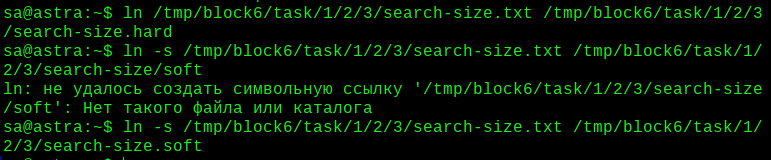 sa@astra:~$ ln /tmp/block6/task/1/2/3/search-size.txt /tmp/block6/task/1/2/3
/search-size.hard
sa@astra:~$ ln -s /tmp/block6/task/1/2/3/search-size.txt /tmp/block6/task/1/
2/3/search-size/soft
ln: не удалось создать символьную ссылку '/tmp/block6/task/1/2/3/search-size
/soft': Нет такого файла или каталога
sa@astra:~$ ln -s /tmp/block6/task/1/2/3/search-size.txt /tmp/block6/task/1/
2/3/search-size.soft